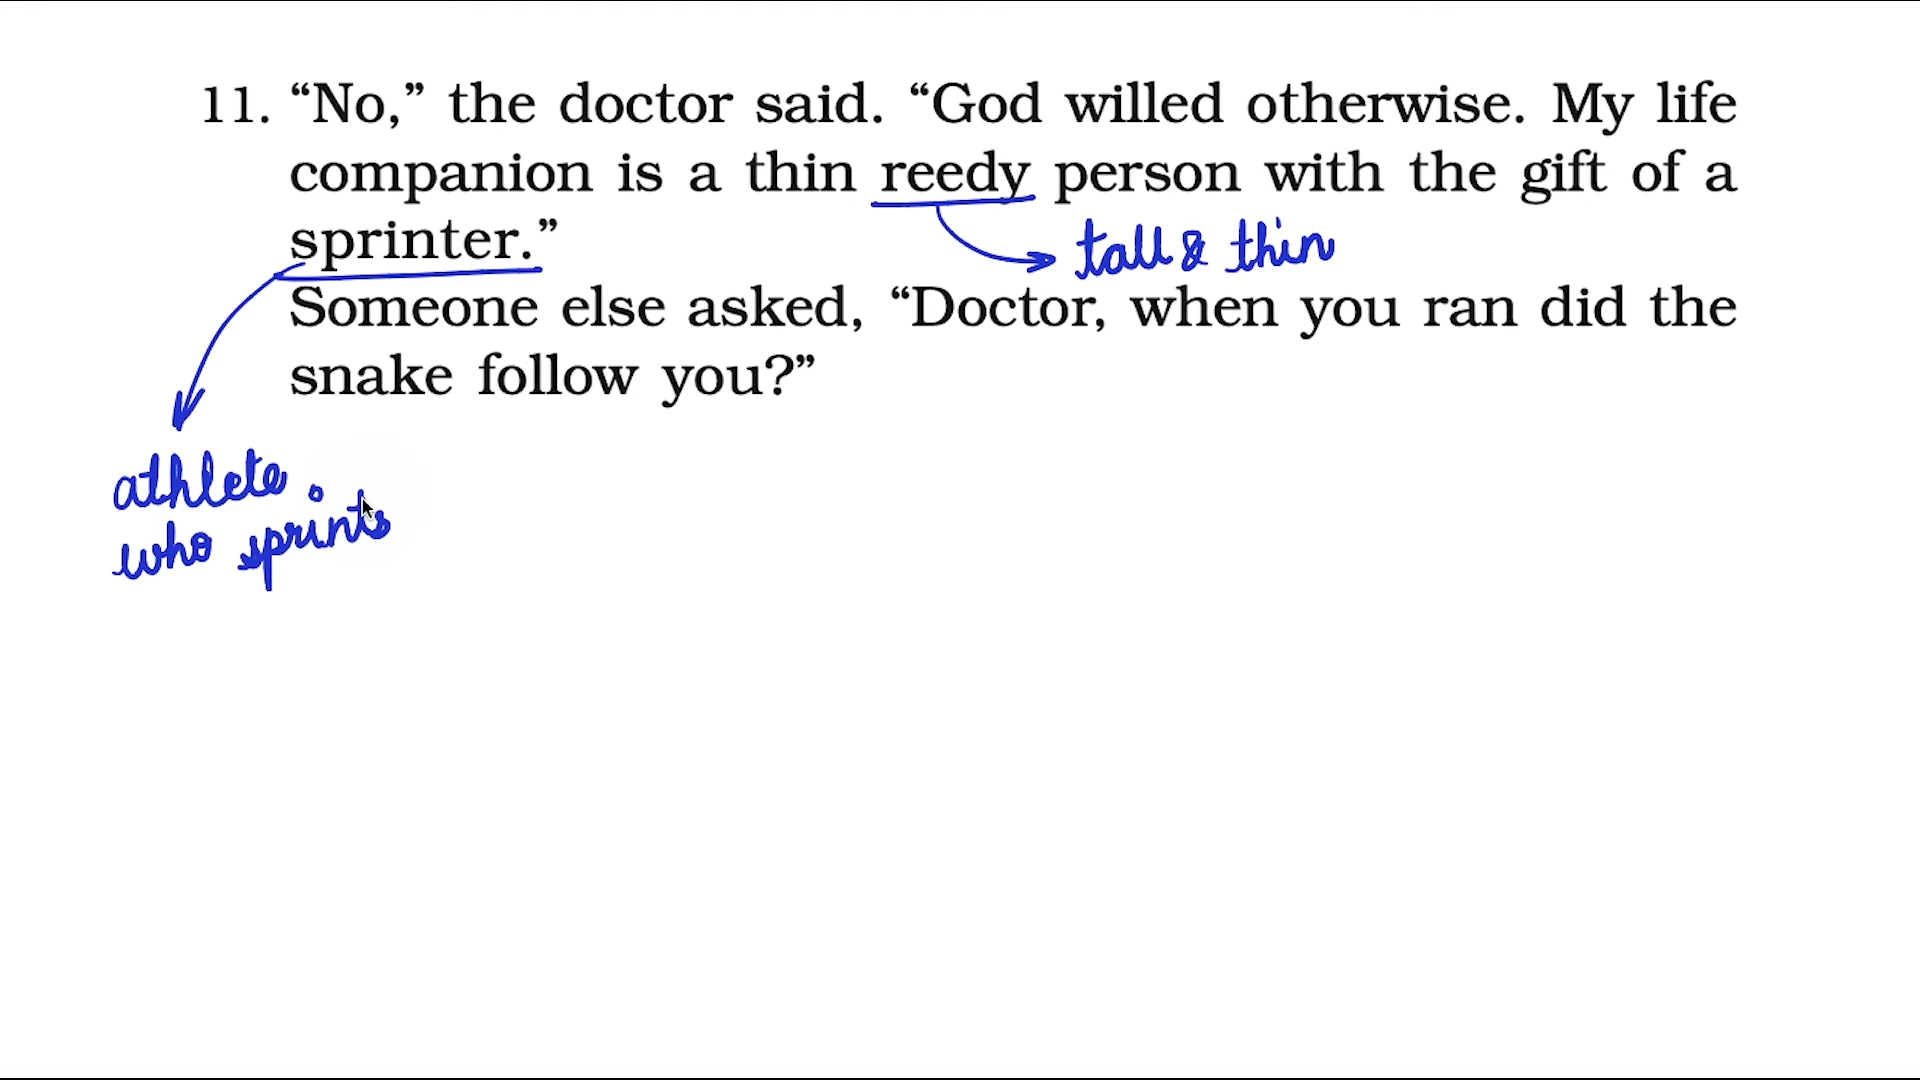 11. “No,” the doctor said. “God willed otherwise. My life
companion is a thin reedy person with the gift of a
sprinter.”
tall & thin
Someone else asked, “Doctor, when you ran did the
snake follow you?”
athlete
who sprints